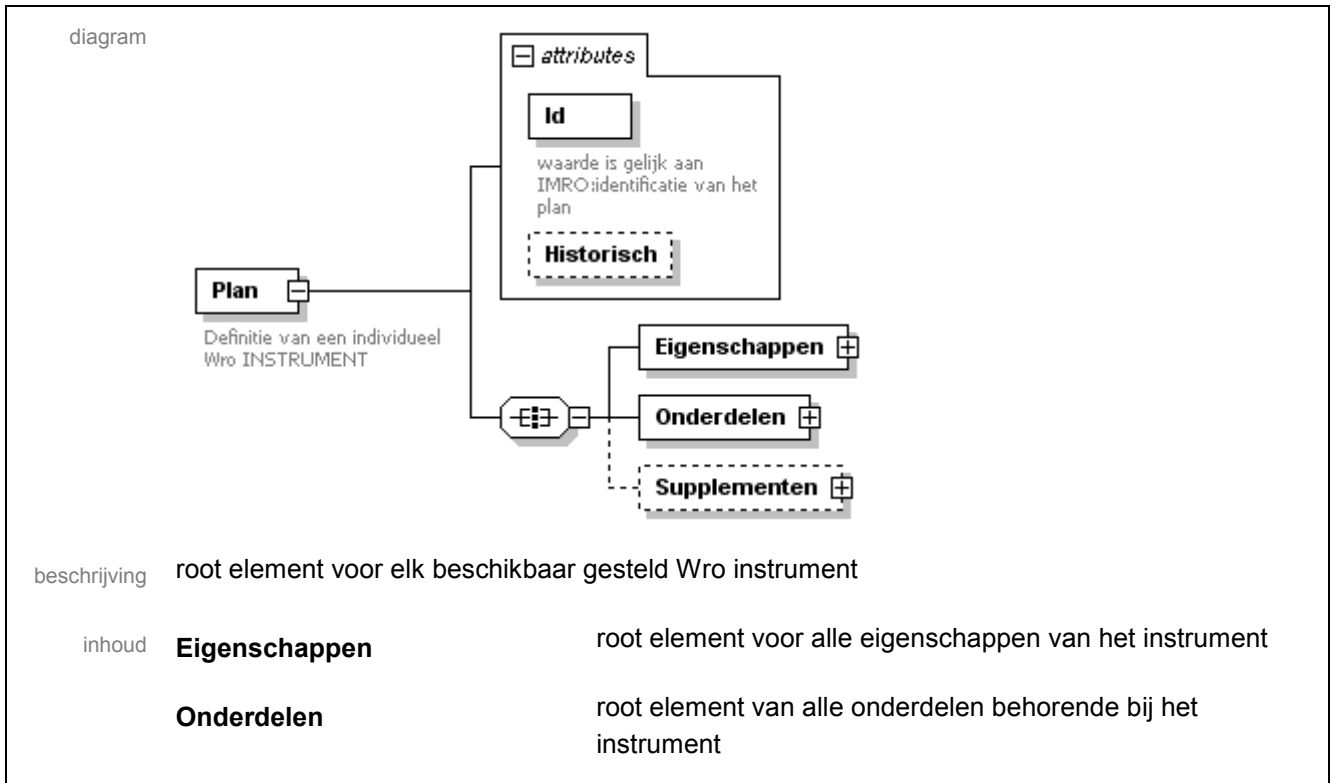 diagram
attributes
Id
waarde is gelijk aan
IMRO:identificatie van het
plan
Historisch
Plan
Definitie van een individueel
Wro INSTRUMENT
Eigenschappen
Onderdelen
Supplementen
beschrijving root element voor elk beschikbaar gesteld Wro instrument
inhoud Eigenschappen root element voor alle eigenschappen van het instrument
Onderdelen root element van alle onderdelen behorende bij het
instrument